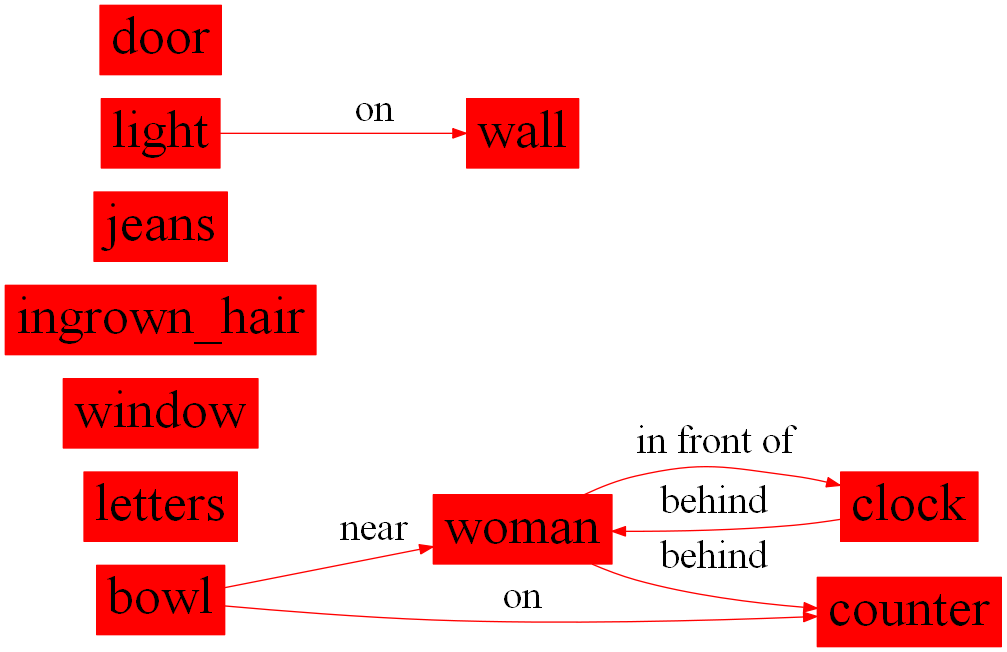 door
light
on
wall
jeans
ingrown_hair
window
letters
in front of
behind
clock
near
woman
behind
bowl
on
counter